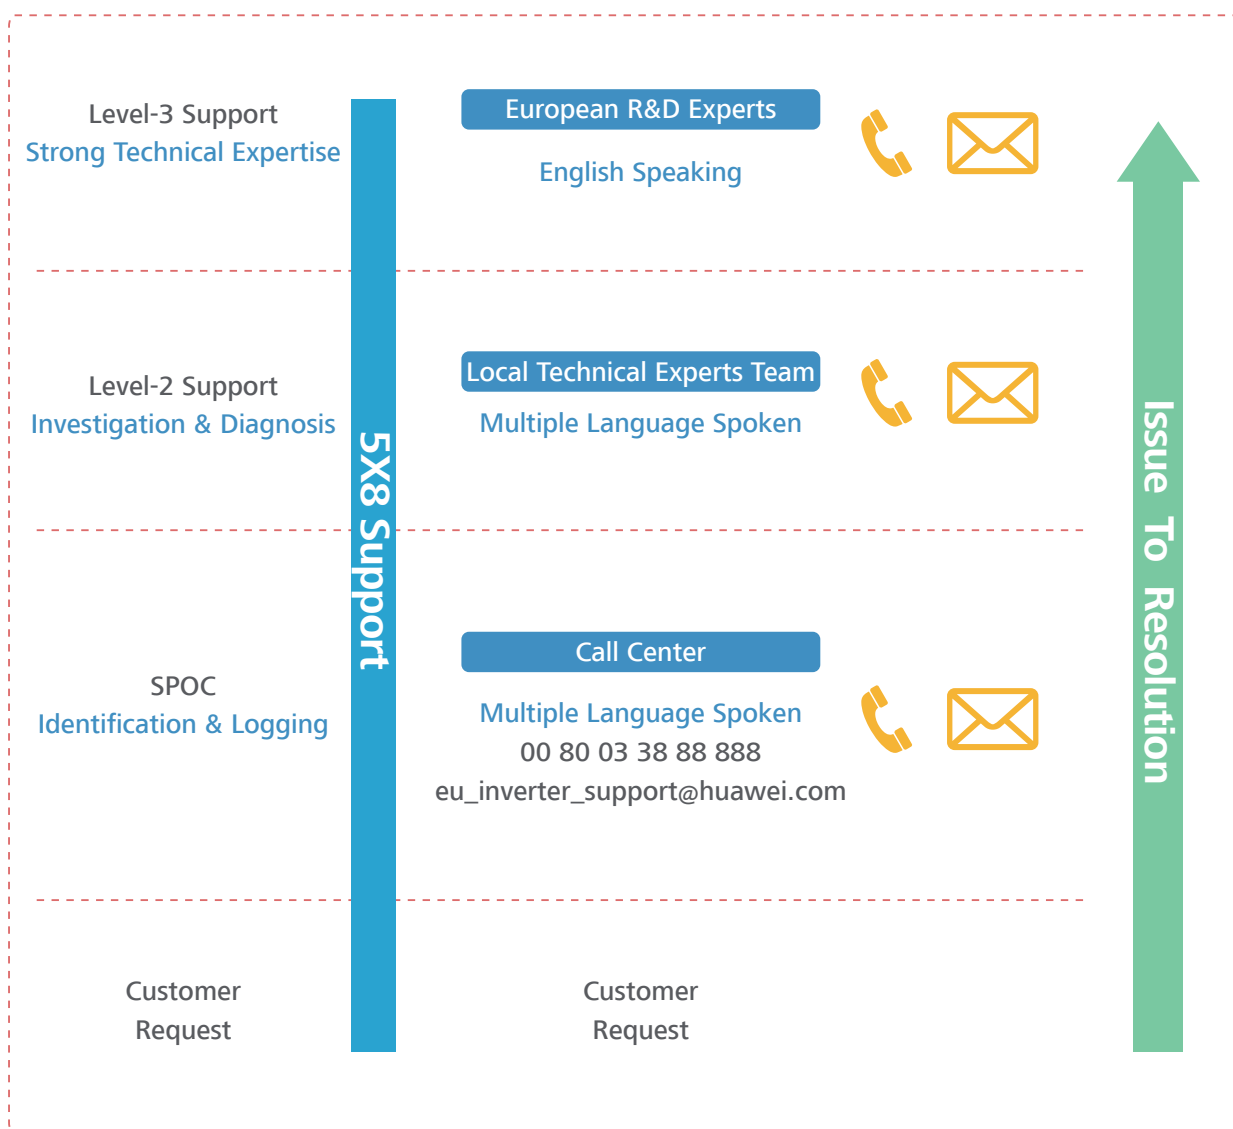 Level-3 Support
Strong Technical Expertise
European R&D Experts
English Speaking
Level-2 Support
Investigation & Diagnosis
Local Technical Experts Team
Multiple Language Spoken
5X8 Support
Issue To Resolution
SPOC
Identification & Logging
Call Center
Multiple Language Spoken
00 80 03 38 88 888
eu_inverter_support@huawei.com
Customer
Request
Customer
Request